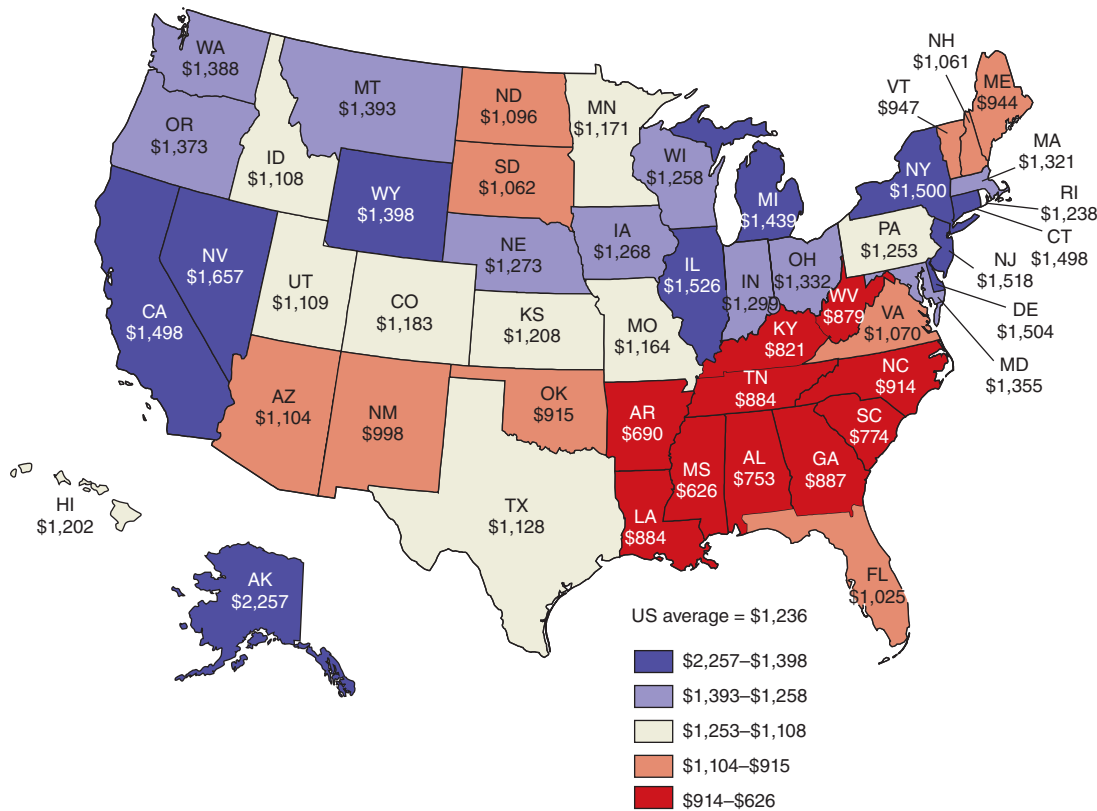 WA
$1,388
MT
$1,393
ND
$1,096
MN
$1,171
OR
$1,373
ID
$1,108
SD
$1,062
WI
$1,258
WY
$1,398
MI
$1,439
NH
$1,061
VT
$947
ME
$944
MA
$1,321
NY
$1,500
RI
$1,238
CT
$1,498
PA
$1,253
NJ
$1,518
DE
$1,504
MD
$1,355
NV
$1,657
CA
$1,498
UT
$1,109
CO
$1,183
NE
$1,273
IA
$1,268
KS
$1,208
MO
$1,164
IL
$1,526
IN
$1,299
OH
$1,332
WV
$879
VA
$1,070
KY
$821
NC
$914
TN
$884
SC
$774
AZ
$1,104
NM
$998
OK
$915
AR
$690
MS
$626
AL
$753
GA
$887
LA
$884
TX
$1,128
FL
$1,025
HI
$1,202
AK
$2,257
US average = $1,236
$2,257–$1,398
$1,393–$1,258
$1,253–$1,108
$1,104–$915
$914–$626